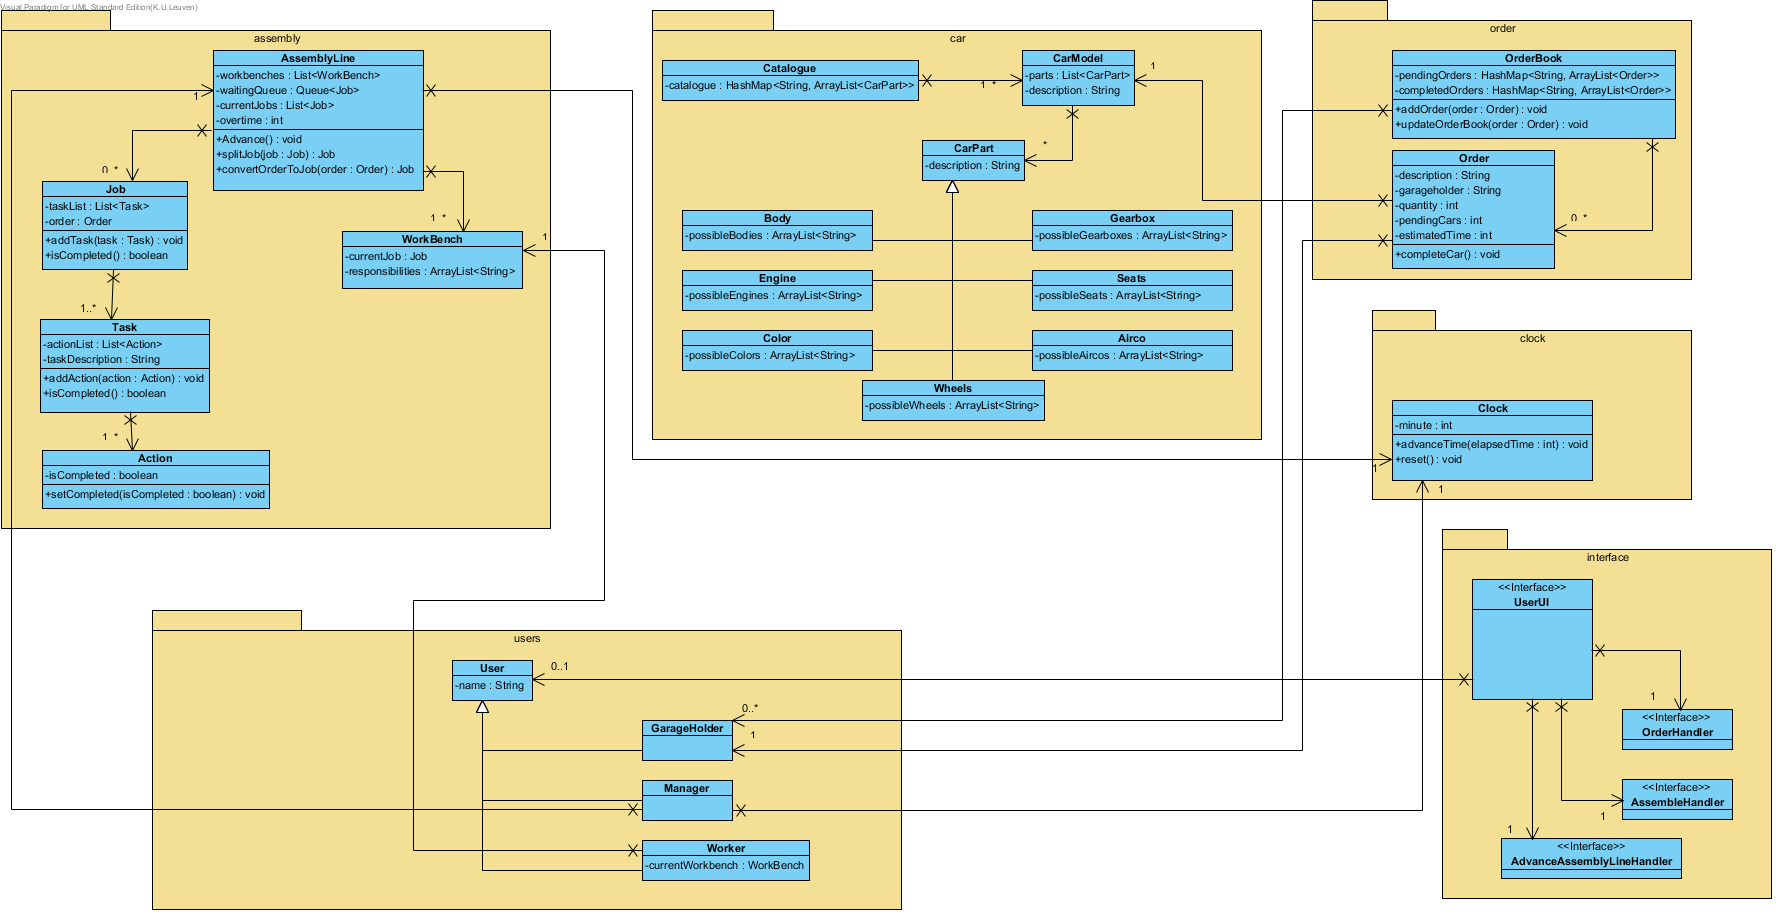 Visual Paradigm for UML Standard Edition(K.U.Leuven)
assembly
AssemblyLine
-workbenches : List<WorkBench>
-waitingQueue : Queue<Job>
-currentJobs : List<Job>
-overtime : int
+Advance() : void
+splitJob(job : Job) : Job
+convertOrderToJob(order : Order) : Job
1
0..*
Job
-taskList : List<Task>
-order : Order
+addTask(task : Task) : void
+isCompleted() : boolean
1..*
WorkBench
-currentJob : Job
-responsibilities : ArrayList<String>
1
1..*
Task
-actionList : List<Action>
-taskDescription : String
+addAction(action : Action) : void
+isCompleted() : boolean
1..*
Action
-isCompleted : boolean
+setCompleted(isCompleted : boolean) : void
car
Catalogue
-catalogue : HashMap<String, ArrayList<CarPart>>
1..*
CarModel
-parts : List<CarPart>
-description : String
1
*
CarPart
-description : String
Body
-possibleBodies : ArrayList<String>
Gearbox
-possibleGearboxes : ArrayList<String>
Engine
-possibleEngines : ArrayList<String>
Seats
-possibleSeats : ArrayList<String>
Color
-possibleColors : ArrayList<String>
Airco
-possibleAircos : ArrayList<String>
Wheels
-possibleWheels : ArrayList<String>
order
OrderBook
-pendingOrders : HashMap<String, ArrayList<Order>>
-completedOrders : HashMap<String, ArrayList<Order>>
+addOrder(order : Order) : void
+updateOrderBook(order : Order) : void
Order
-description : String
-garageholder : String
-quantity : int
-pendingCars : int
-estimatedTime : int
+completeCar() : void
0..*
clock
Clock
-minute : int
+advanceTime(elapsedTime : int) : void
+reset() : void
1
1
users
User
-name : String
0..1
GarageHolder
0..*
1
Manager
Worker
-currentWorkbench : WorkBench
interface
<<Interface>>
UserUI
1
<<Interface>>
OrderHandler
<<Interface>>
AssembleHandler
1
1
<<Interface>>
AdvanceAssemblyLineHandler